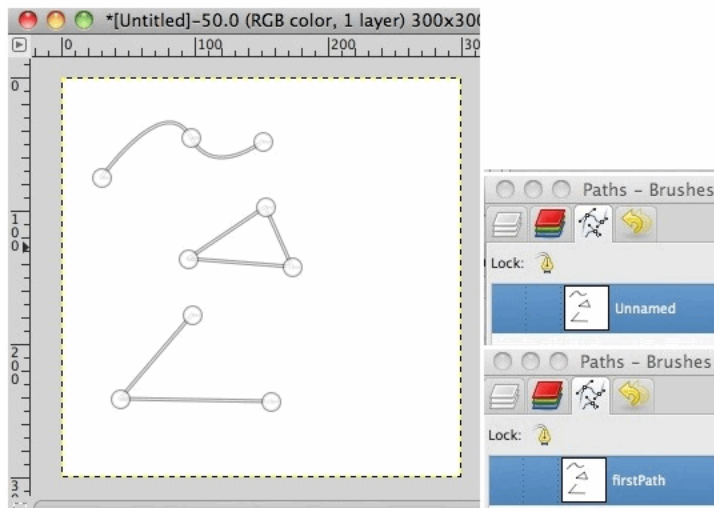 *[Untitled]-50.0 (RGB color, 1 layer) 300x300
0 100 200 30
0
100
200
3
Paths – Brushes
Lock:
Unnamed
Paths – Brushes
Lock:
firstPath